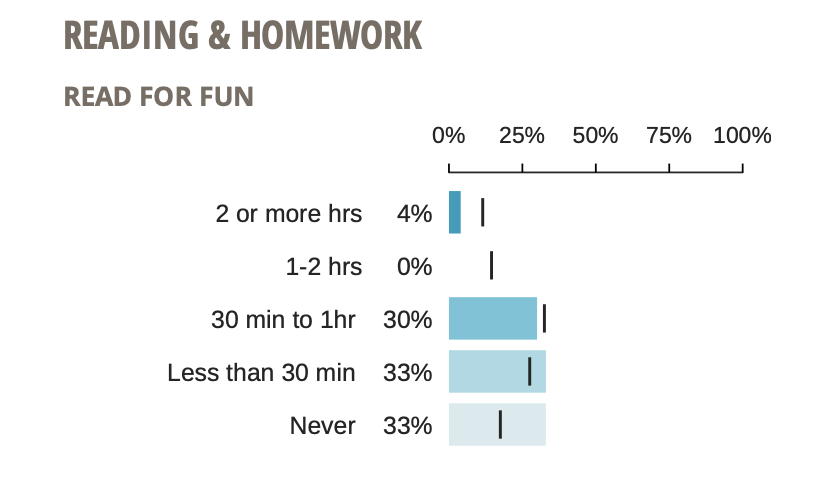 READING & HOMEWORK
READ FOR FUN
0% 25% 50% 75% 100%
2 or more hrs 4%
1-2 hrs 0%
30 min to 1hr 30%
Less than 30 min 33%
Never 33%